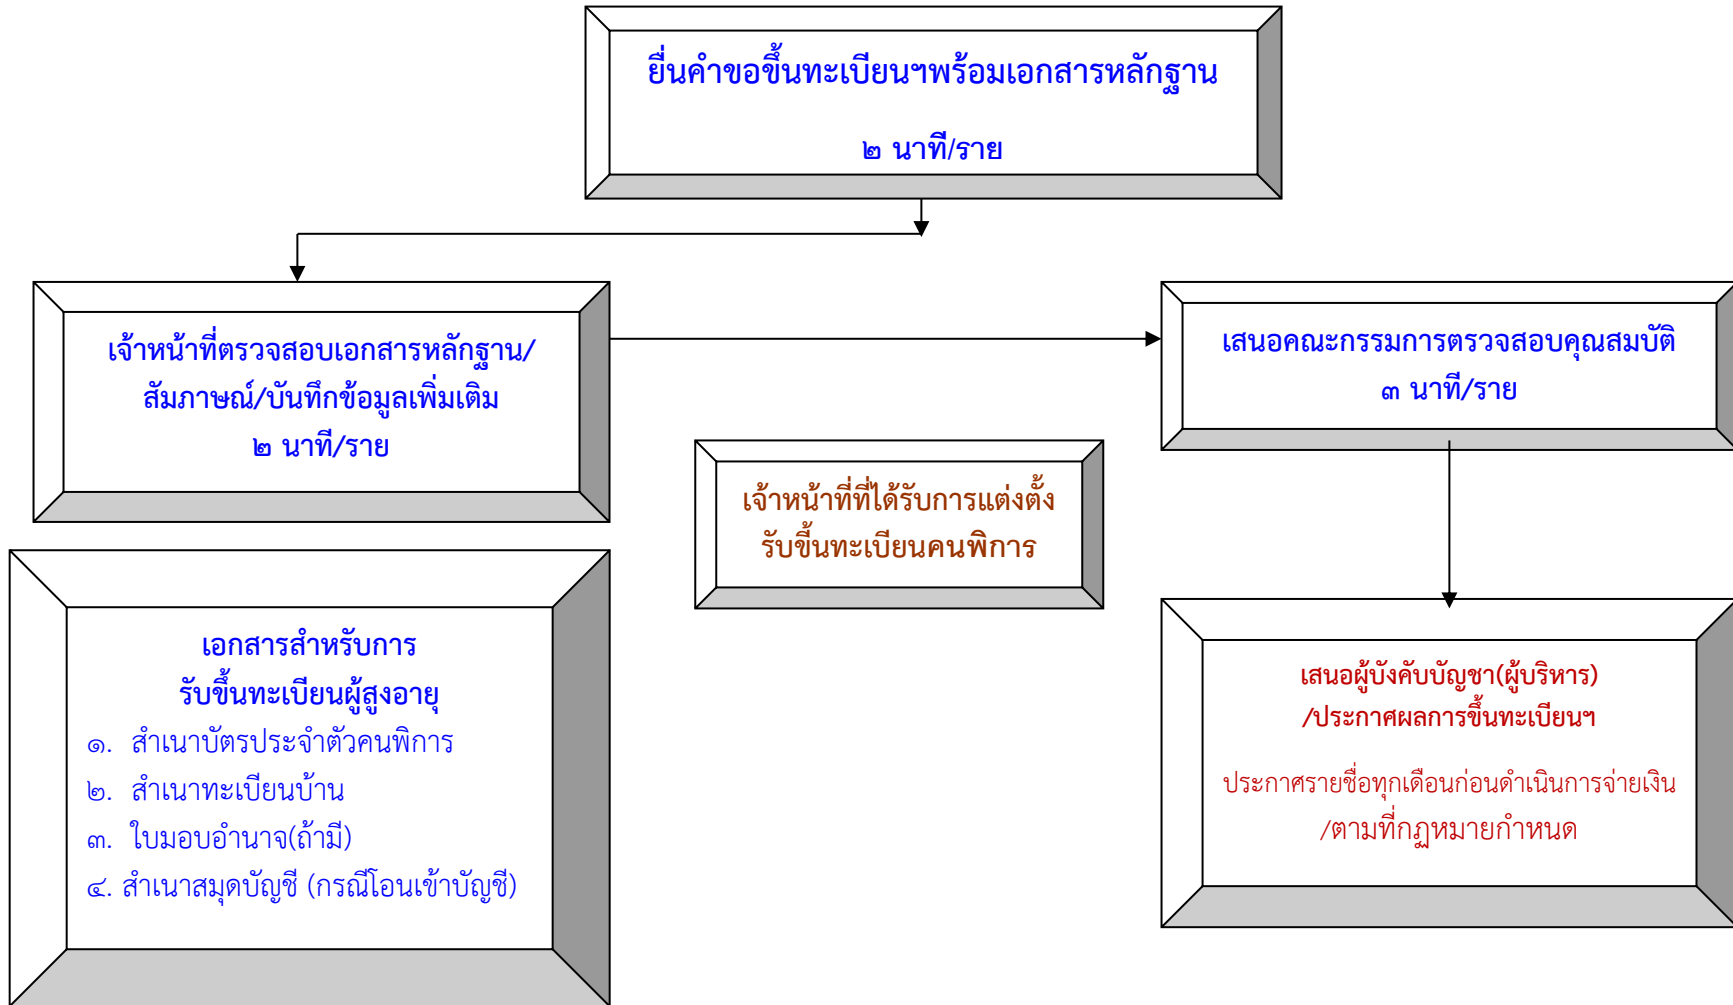 ยื่นคำขอขึ้นทะเบียนฯพร้อมเอกสารหลักฐาน
๒ นาที/ราย
เจ้าหน้าที่ตรวจสอบเอกสารหลักฐาน/
สัมภาษณ์/บันทึกข้อมูลเพิ่มเติม
๒ นาที/ราย
เสนอคณะกรรมการตรวจสอบคุณสมบัติ
๓ นาที/ราย
เจ้าหน้าที่ที่ได้รับการแต่งตั้ง
รับขี้นทะเบียนคนพิการ
เอกสารสำหรับการ
รับขึ้นทะเบียนผู้สูงอายุ
๑. สำเนาบัตรประจำตัวคนพิการ
๒. สำเนาทะเบียนบ้าน
๓. ใบมอบอำนาจ(ถ้ามี)
๔. สำเนาสมุดบัญชี (กรณีโอนเข้าบัญชี)
เสนอผู้บังคับบัญชา(ผู้บริหาร)
/ประกาศผลการขึ้นทะเบียนฯ
ประกาศรายชื่อทุกเดือนก่อนดำเนินการจ่ายเงิน
/ตามที่กฎหมายกำหนด